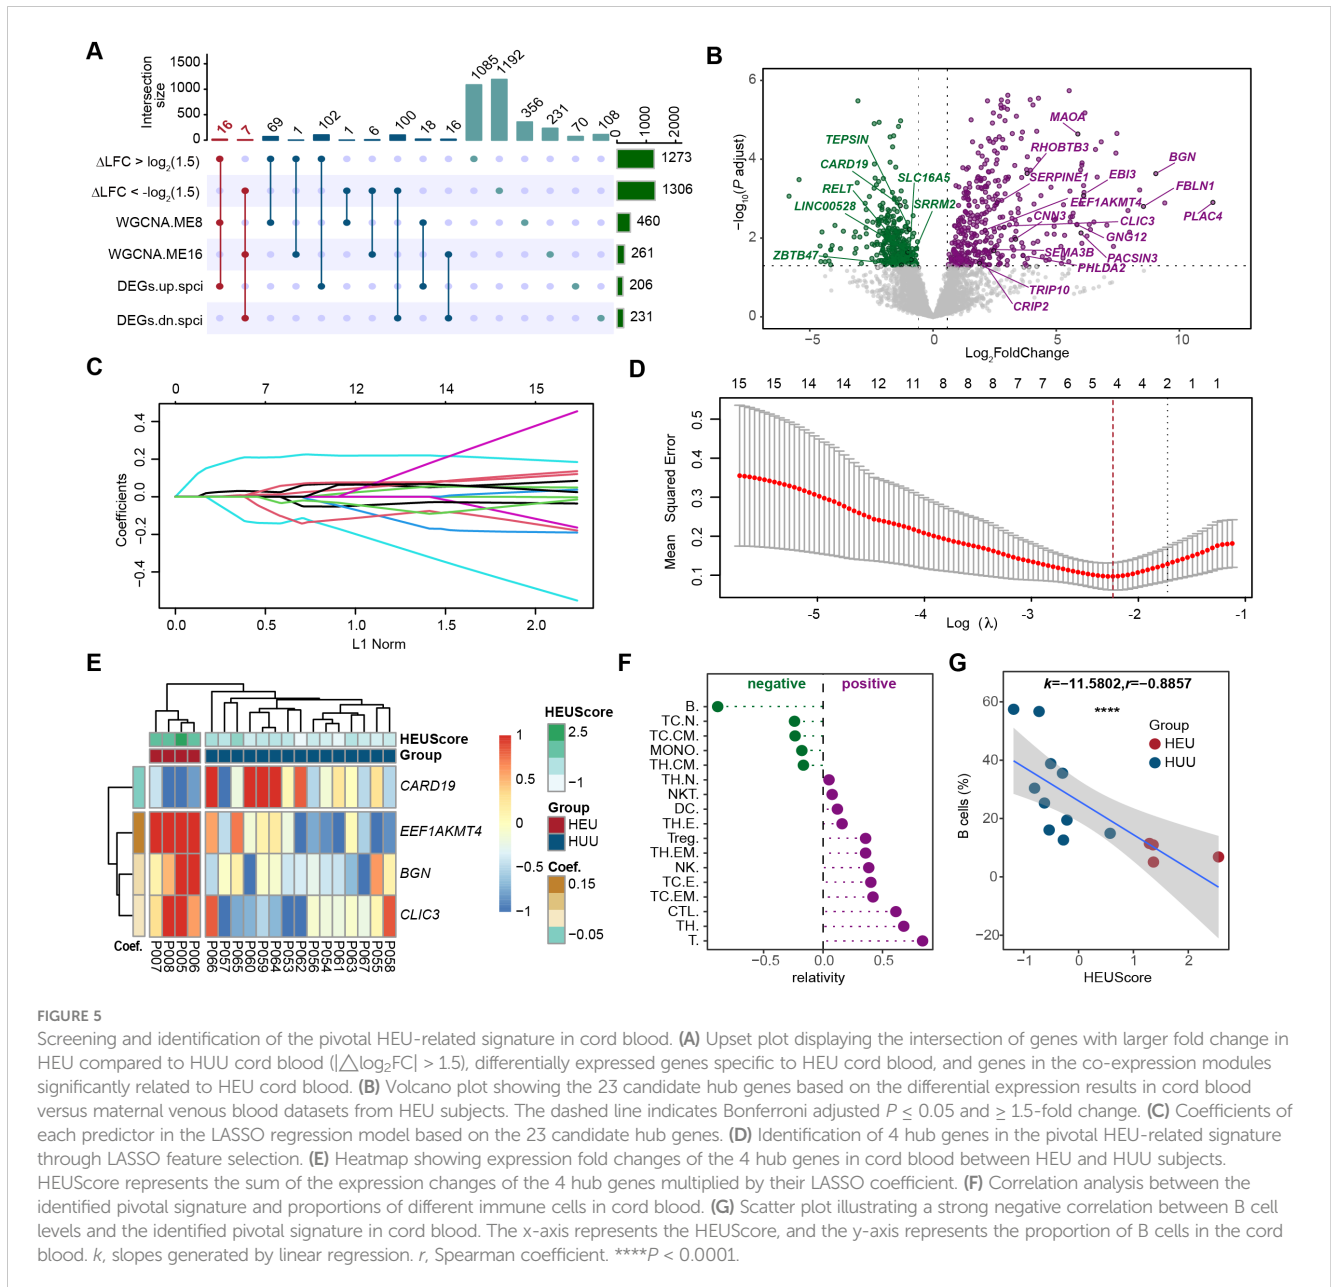 A
Intersection
size
1500
1000
500
0
16
7
69
1
102
1
6
100
18
16
1085
1192
356
231
70
108
0
1000
2000
ΔLFC > log2(1.5)
1273
ΔLFC < -log2(1.5)
1306
WGCNA.ME8
460
WGCNA.ME16
261
DEGs.up.spci
206
DEGs.dn.spci
231
B
−log10(P adjust)
6
4
2
0
−5
0
5
10
Log2FoldChange
TEPSIN
CARD19
SLC16A5
RELT
LINC00528
SRRM2
ZBTB47
MAOA
RHOBTB3
BGN
SERPINE1
EBI3
FBLN1
EEF1AKMT4
PLAC4
CNN3
CLIC3
GNG12
SEMA3B
PACSIN3
PHLDA2
TRIP10
CRIP2
C
0 7 12 14 15
Coefficients
0.4
0.2
0.0
−0.2
−0.4
0.0 0.5 1.0 1.5 2.0
L1 Norm
D
15 15 14 14 12 11 8 8 8 7 7 6 5 4 4 2 1 1
Mean Squared Error
0.5
0.4
0.3
0.2
0.1
-5 -4 -3 -2 -1
Log (λ)
E
HEUScore
Group
CARD19
EEF1AKMT4
BGN
CLIC3
Coef.
P007
P008
P005
P006
P066
P057
P065
P060
P059
P064
P053
P062
P056
P054
P061
P063
P067
P055
P058
1
0.5
0
−0.5
−1
HEUScore
2.5
−1
Group
HEU
HUU
Coef.
0.15
−0.05
F
negative positive
B.
TC.N.
TC.CM.
MONO.
TH.CM.
TH.N.
NKT.
DC.
TH.E.
Treg.
TH.EM.
NK.
TC.E.
TC.EM.
CTL.
TH.
T.
−0.5 0.0 0.5
relativity
G
k=−11.5802,r=−0.8857
****
Group
HEU
HUU
B cells (%)
60
40
20
0
−20
−1 0 1 2
HEUScore
FIGURE 5
Screening and identification of the pivotal HEU-related signature in cord blood. (A) Upset plot displaying the intersection of genes with larger fold change in
HEU compared to HUU cord blood (|△log2FC| > 1.5), differentially expressed genes specific to HEU cord blood, and genes in the co-expression modules
significantly related to HEU cord blood. (B) Volcano plot showing the 23 candidate hub genes based on the differential expression results in cord blood
versus maternal venous blood datasets from HEU subjects. The dashed line indicates Bonferroni adjusted P ≤ 0.05 and ≥ 1.5-fold change. (C) Coefficients of
each predictor in the LASSO regression model based on the 23 candidate hub genes. (D) Identification of 4 hub genes in the pivotal HEU-related signature
through LASSO feature selection. (E) Heatmap showing expression fold changes of the 4 hub genes in cord blood between HEU and HUU subjects.
HEUScore represents the sum of the expression changes of the 4 hub genes multiplied by their LASSO coefficient. (F) Correlation analysis between the
identified pivotal signature and proportions of different immune cells in cord blood. (G) Scatter plot illustrating a strong negative correlation between B cell
levels and the identified pivotal signature in cord blood. The x-axis represents the HEUScore, and the y-axis represents the proportion of B cells in the cord
blood. k, slopes generated by linear regression. r, Spearman coefficient. ****P < 0.0001.